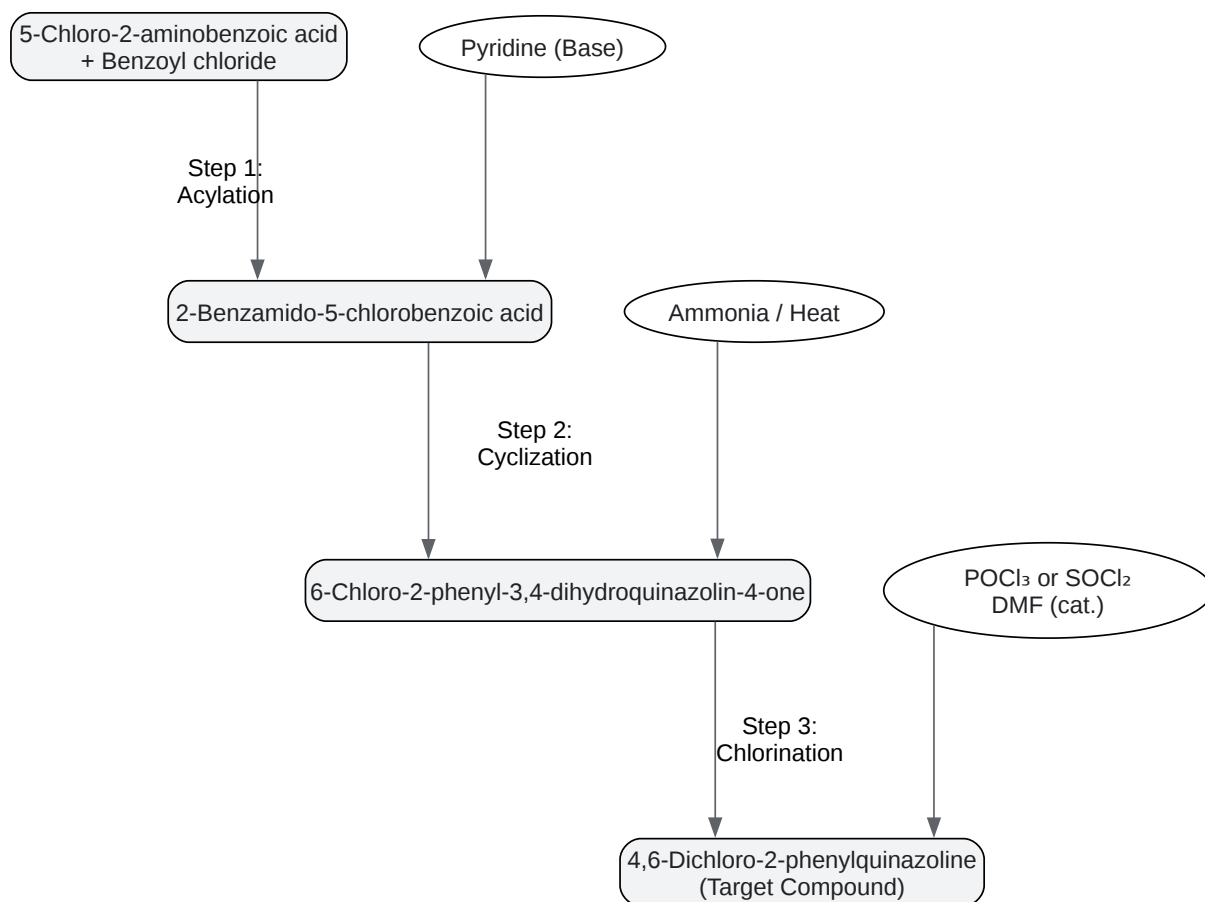 5-Chloro-2-aminobenzoic acid
+ Benzoyl chloride
Pyridine (Base)
Step 1:
Acylation
2-Benzamido-5-chlorobenzoic acid
Ammonia / Heat
Step 2:
Cyclization
6-Chloro-2-phenyl-3,4-dihydroquinazolin-4-one
POCl₃ or SOCl₂
DMF (cat.)
Step 3:
Chlorination
4,6-Dichloro-2-phenylquinazoline
(Target Compound)